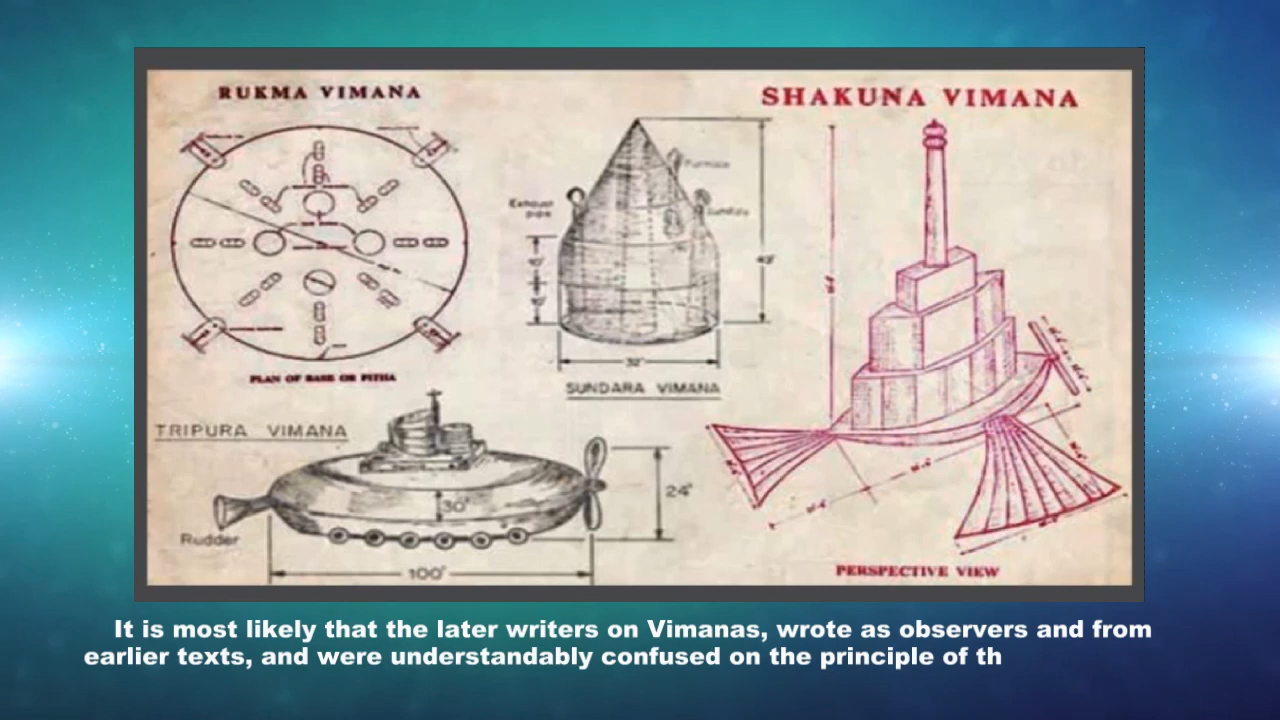 RUKMA VIMANA
SHAKUNA VIMANA
Furnace
Exhaust
pipe
43'
32'
SUNDARA VIMANA
PLAN OF BASE OR PITHA
TRIPURA VIMANA
30'
24'
Rudder
100'
PERSPECTIVE VIEW
It is most likely that the later writers on Vimanas, wrote as observers and from
earlier texts, and were understandably confused on the principle of th